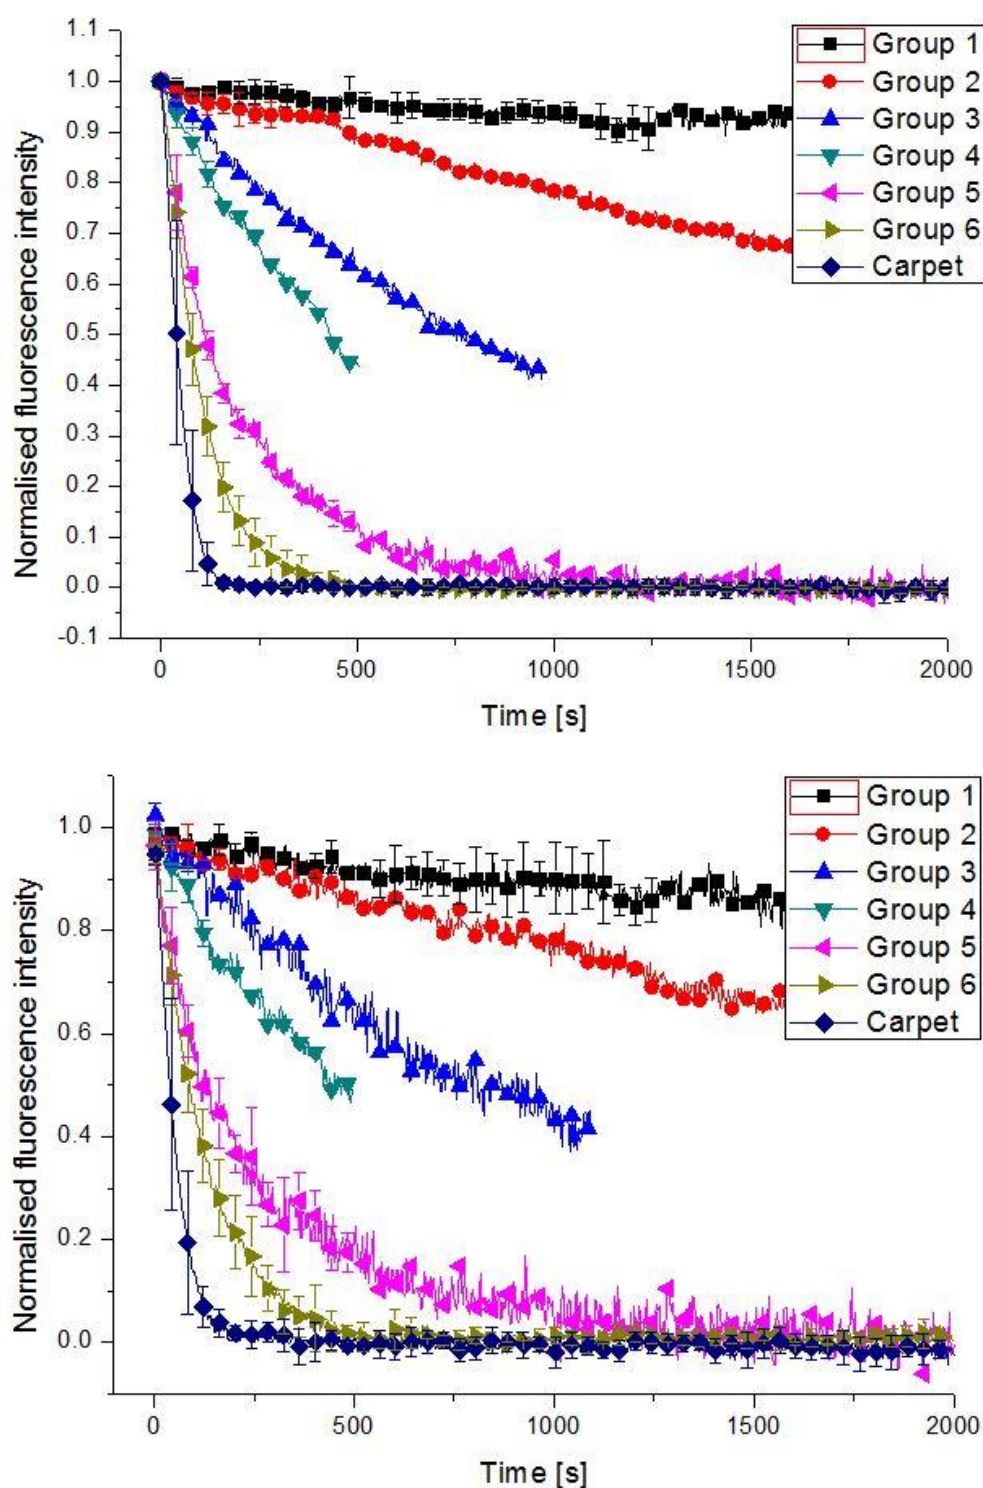 1.1
1.0
0.9
0.8
0.7
0.6
0.5
0.4
0.3
0.2
0.1
0.0
-0.1
Normalised fluorescence intensity
0 500 1000 1500 2000
Time [s]
Group 1
Group 2
Group 3
Group 4
Group 5
Group 6
Carpet
1.0
0.8
0.6
0.4
0.2
0.0
Normalised fluorescence intensity
0 500 1000 1500 2000
Time [s]
Group 1
Group 2
Group 3
Group 4
Group 5
Group 6
Carpet